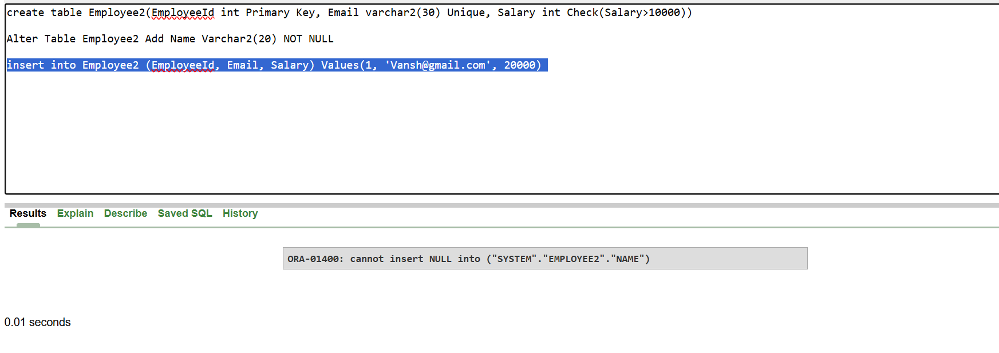 create table Employee2(EmployeeId int Primary Key, Email varchar2(30) Unique, Salary int Check(Salary>10000))
Alter Table Employee2 Add Name Varchar2(20) NOT NULL
insert into Employee2 (EmployeeId, Email, Salary) Values(1, 'Vansh@gmail.com', 20000)
Results Explain Describe Saved SQL History
ORA-01400: cannot insert NULL into ("SYSTEM"."EMPLOYEE2"."NAME")
0.01 seconds